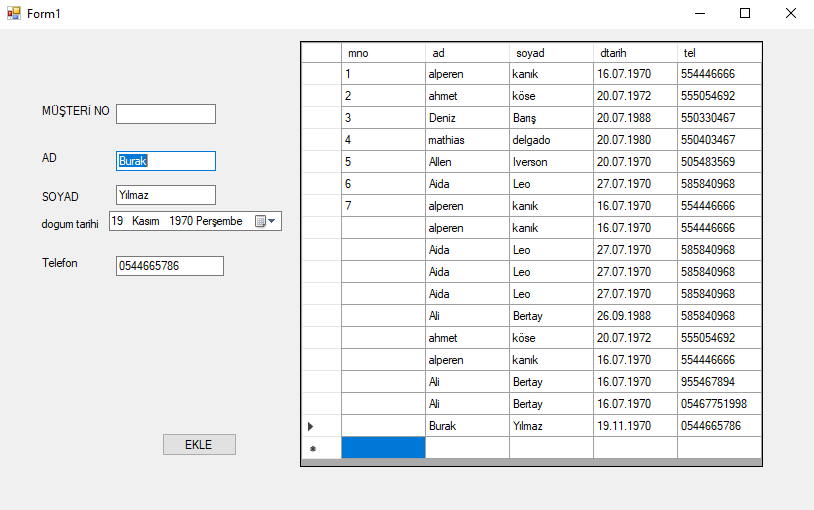 Form1
MÜŞTERİ NO
AD Burak
SOYAD Yılmaz
dogum tarihi 19 Kasım 1970 Perşembe
Telefon 0544665786
EKLE
mno ad soyad dtarih tel
1 alperen kanık 16.07.1970 554446666
2 ahmet köse 20.07.1972 555054692
3 Deniz Barış 20.07.1988 550330467
4 mathias delgado 20.07.1980 550403467
5 Allen Iverson 20.07.1970 505483569
6 Aida Leo 27.07.1970 585840968
7 alperen kanık 16.07.1970 554446666
alperen kanık 16.07.1970 554446666
Aida Leo 27.07.1970 585840968
Aida Leo 27.07.1970 585840968
Aida Leo 27.07.1970 585840968
Ali Bertay 26.09.1988 585840968
ahmet köse 20.07.1972 555054692
alperen kanık 16.07.1970 554446666
Ali Bertay 16.07.1970 955467894
Ali Bertay 16.07.1970 05467751998
Burak Yılmaz 19.11.1970 0544665786